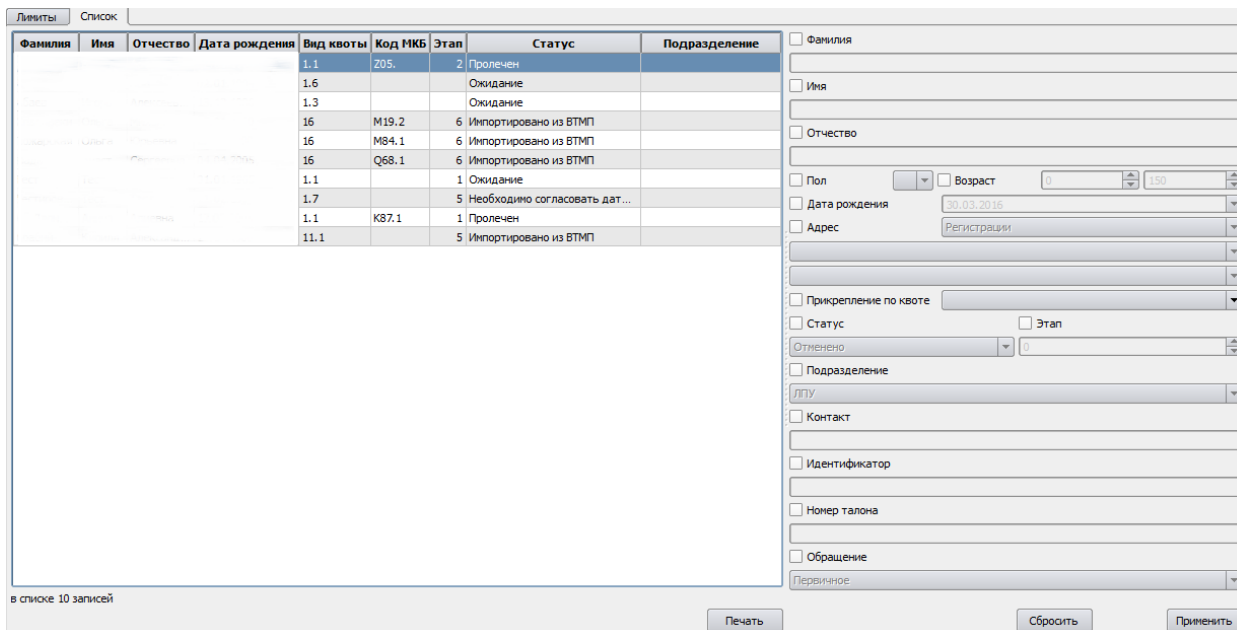 Лимиты Список
Фамилия Имя Отчество Дата рождения Вид квоты Код МКБ Этап Статус Подразделение
1.1 Z05. 2 Пролечен
1.6 Ожидание
1.3 Ожидание
16 M19.2 6 Импортировано из ВТМП
16 M84.1 6 Импортировано из ВТМП
16 Q68.1 6 Импортировано из ВТМП
1.1 1 Ожидание
1.7 5 Необходимо согласовать дат...
1.1 K87.1 1 Пролечен
11.1 5 Импортировано из ВТМП
в списке 10 записей
Печать
Фамилия
Имя
Отчество
Пол Возраст 0 150
Дата рождения 30.03.2016
Адрес Регистрации
Прикрепление по квоте
Статус Этап
Отменено 0
Подразделение
ЛПУ
Контакт
Идентификатор
Номер талона
Обращение
Первичное
Сбросить Применить